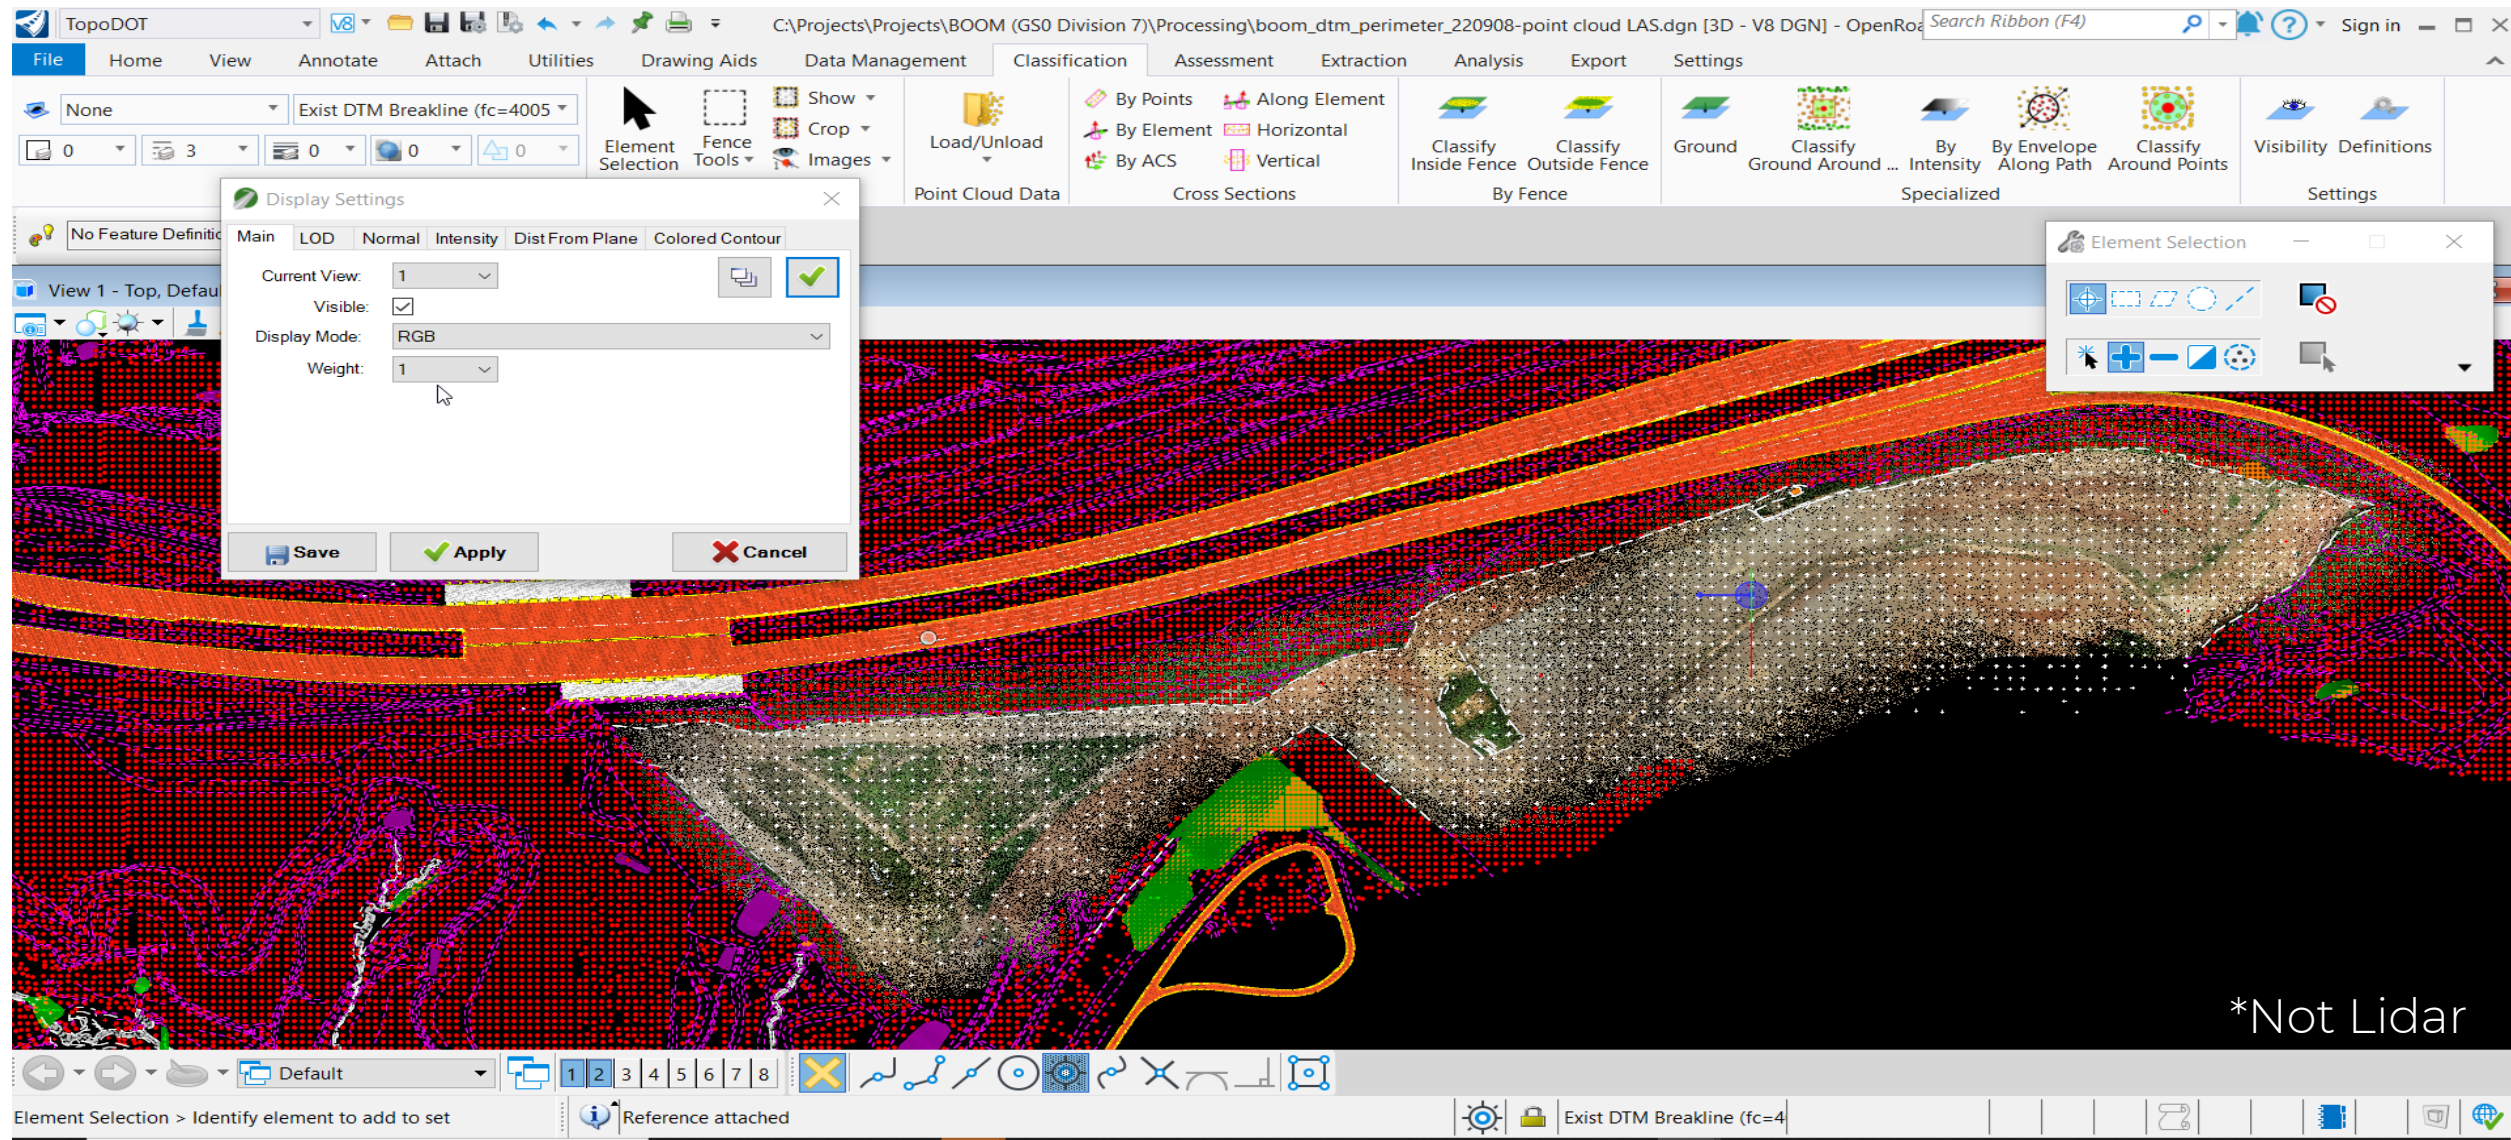 TopoDOT
V8
C:\Projects\Projects\BOOM (GS0 Division 7)\Processing\boom_dtm_perimeter_220908-point cloud LAS.dgn [3D - V8 DGN] - OpenRoa
Search Ribbon (F4)
Sign in
File Home View Annotate Attach Utilities Drawing Aids Data Management Classification Assessment Extraction Analysis Export Settings
None
Exist DTM Breakline (fc=4005
0 3 0 0 0
Element
Selection
Fence
Tools
Show
Crop
Images
Load/Unload
Point Cloud Data
By Points
By Element
By ACS
Along Element
Horizontal
Vertical
Cross Sections
Classify
Inside Fence
Classify
Outside Fence
By Fence
Ground
Classify
Ground Around ...
By
Intensity
By Envelope
Along Path
Classify
Around Points
Specialized
Visibility
Definitions
Settings
No Feature Definitic
View 1 - Top, Defaul
Display Settings
Main LOD Normal Intensity Dist From Plane Colored Contour
Current View: 1
Visible:
Display Mode: RGB
Weight: 1
Save Apply Cancel
Element Selection
*Not Lidar
Default
1 2 3 4 5 6 7 8
Element Selection > Identify element to add to set
Reference attached
Exist DTM Breakline (fc=4